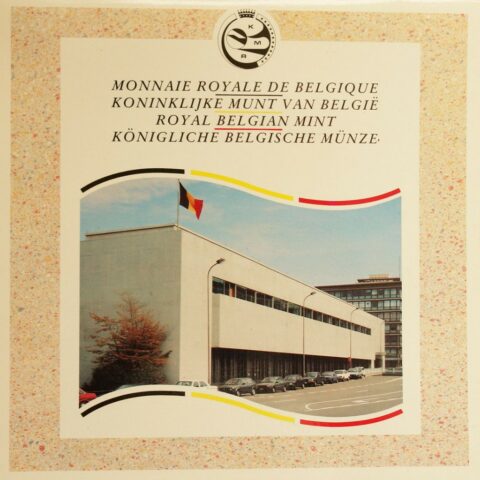 K
M
A
MONNAIE ROYALE DE BELGIQUE
KONINKLIJKE MUNT VAN BELGIË
ROYAL BELGIAN MINT
KÖNIGLICHE BELGISCHE MÜNZE